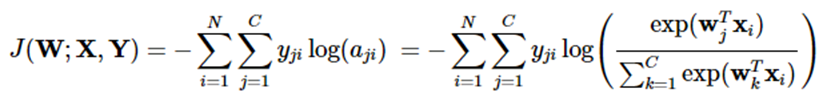 J(W; X, Y) = − ∑_{i=1}^{N} ∑_{j=1}^{C} y_{ji} log(a_{ji}) = − ∑_{i=1}^{N} ∑_{j=1}^{C} y_{ji} log( exp(w_j^T x_i) / ∑_{k=1}^{C} exp(w_k^T x_i) )